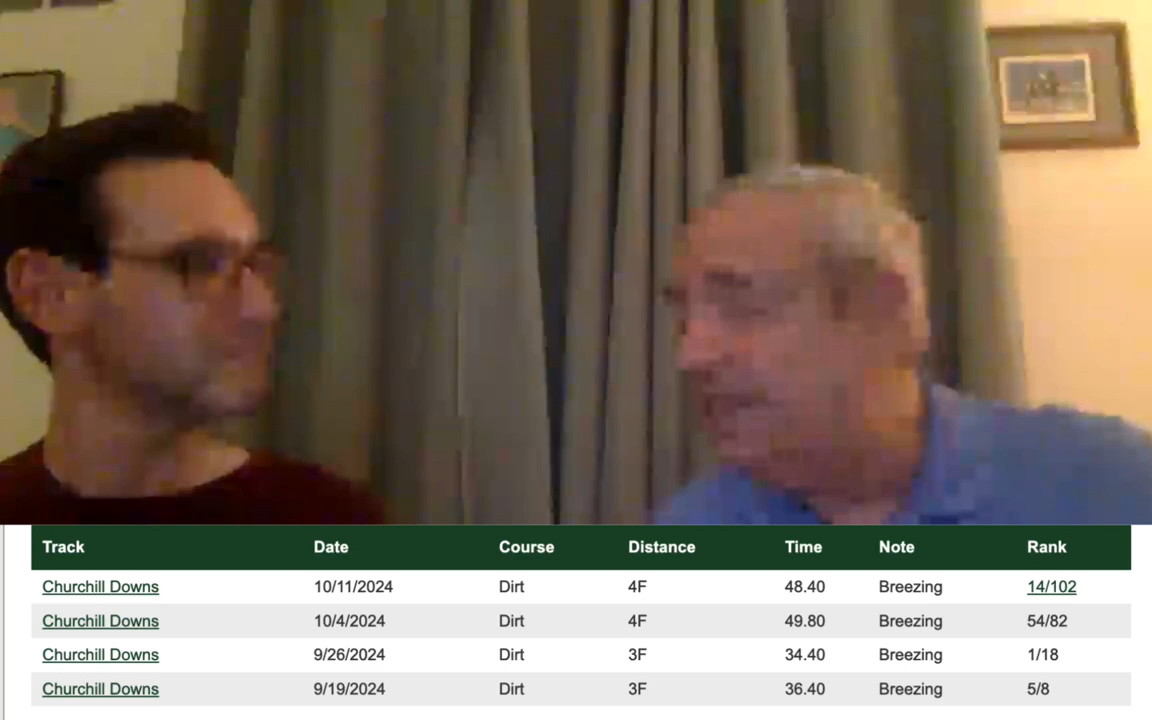 Track Date Course Distance Time Note Rank
Churchill Downs 10/11/2024 Dirt 4F 48.40 Breezing 14/102
Churchill Downs 10/4/2024 Dirt 4F 49.80 Breezing 54/82
Churchill Downs 9/26/2024 Dirt 3F 34.40 Breezing 1/18
Churchill Downs 9/19/2024 Dirt 3F 36.40 Breezing 5/8